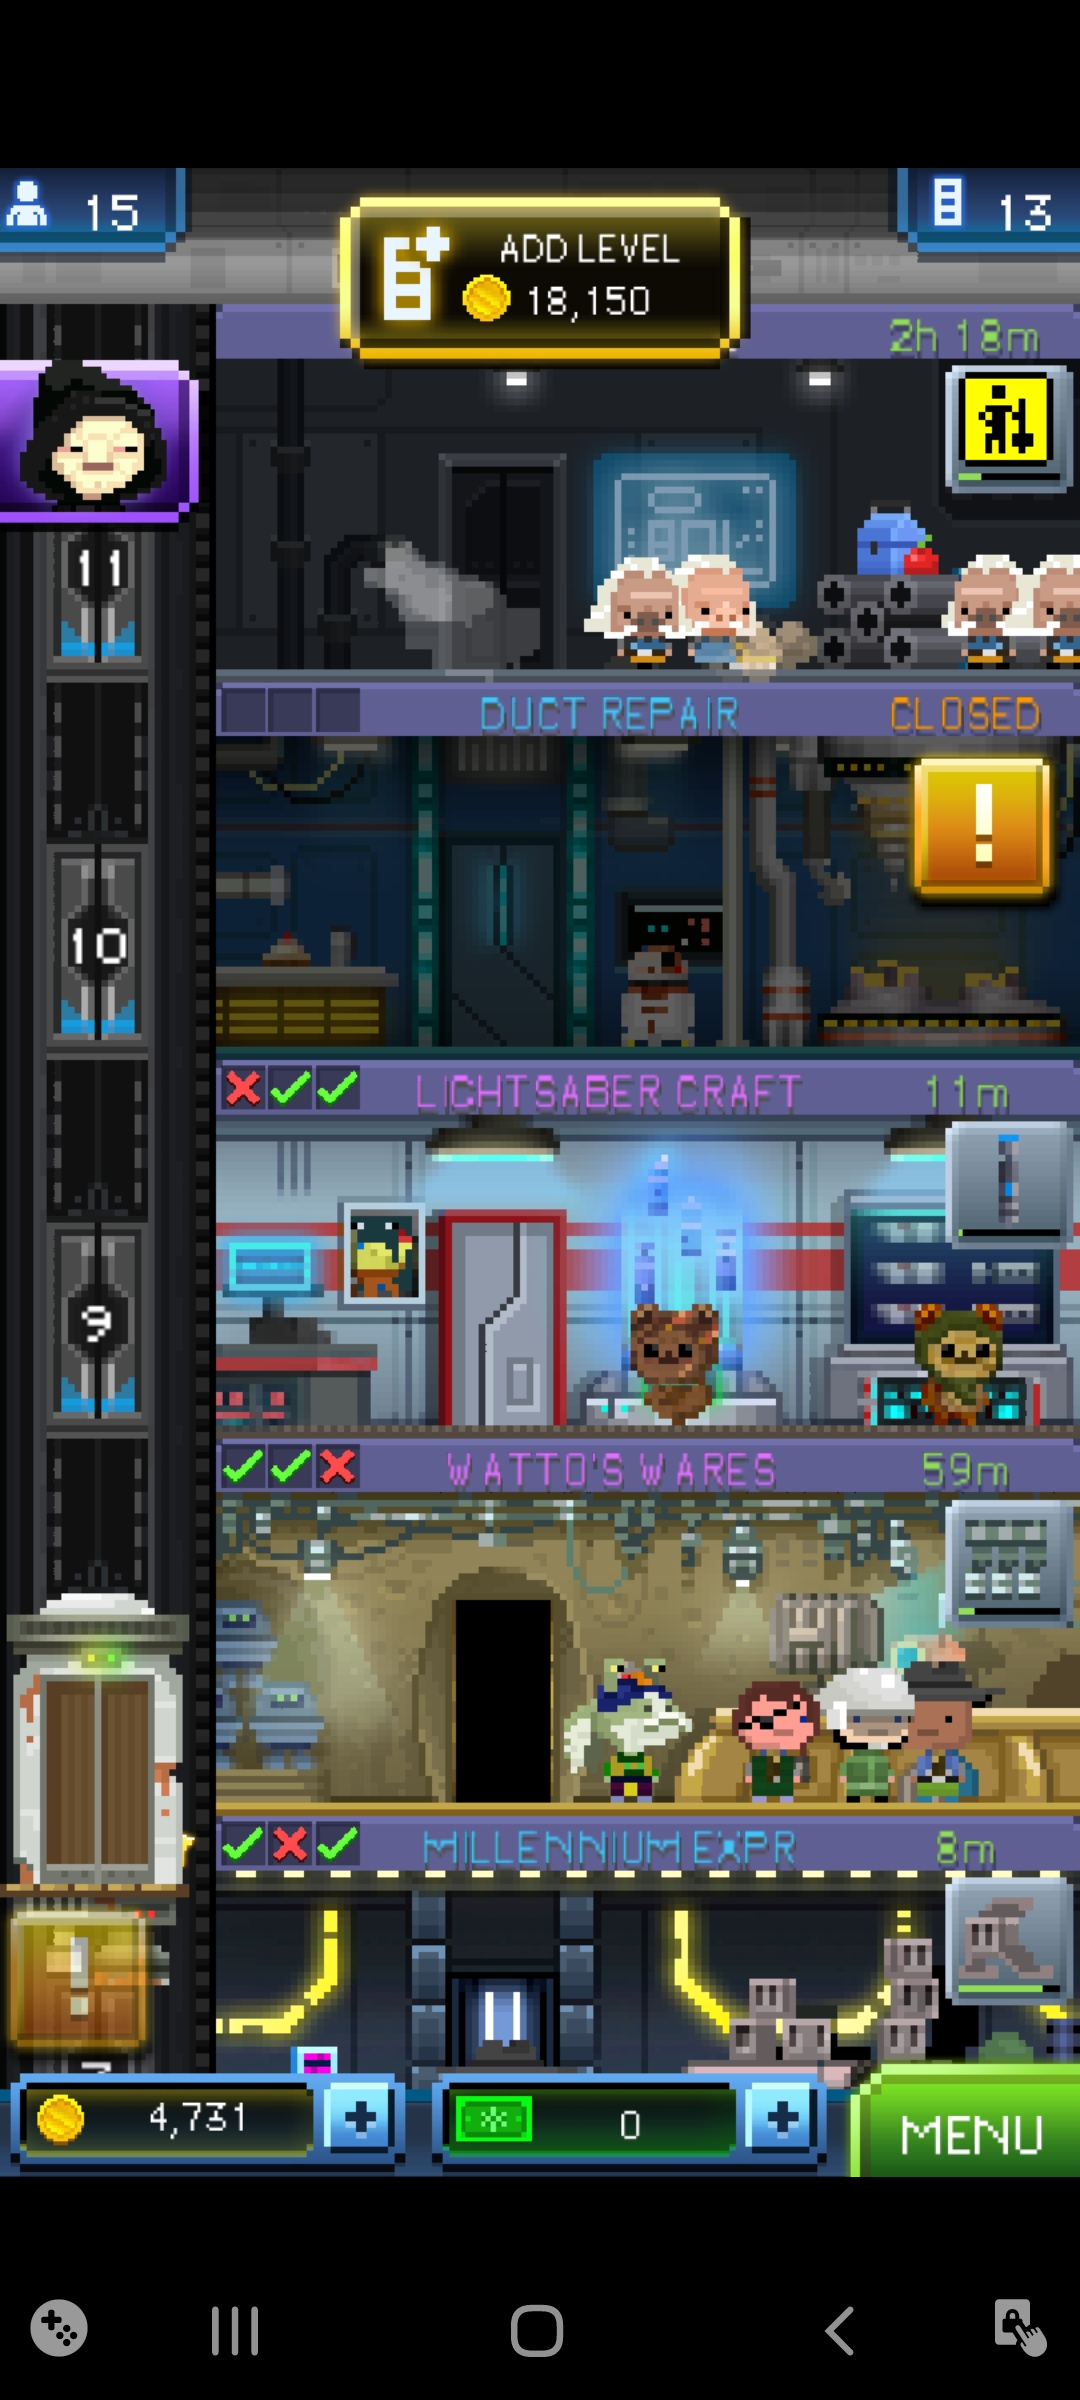 15
ADD LEVEL
18,150
13
2h 18m
11
DUCT REPAIR
CLOSED
!
10
LIGHTSABER CRAFT
11m
9
WATTO'S WARES
59m
MILLENNIUM EXPR
8m
!
4,731
+
0
+
MENU